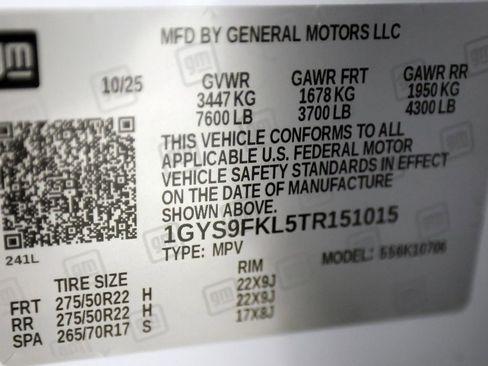 gm
MFD BY GENERAL MOTORS LLC
10/25 GVWR GAWR FRT GAWR RR
3447 KG 1678 KG 1950 KG
7600 LB 3700 LB 4300 LB
THIS VEHICLE CONFORMS TO ALL
APPLICABLE U.S. FEDERAL MOTOR
VEHICLE SAFETY STANDARDS IN EFFECT
ON THE DATE OF MANUFACTURE
SHOWN ABOVE.
1GYS9FKL5TR151015
TYPE: MPV MODEL:
241L
TIRE SIZE RIM
FRT 275/50R22 H 22X9J
RR 275/50R22 H 22X9J
SPA 265/70R17 S 17X8J